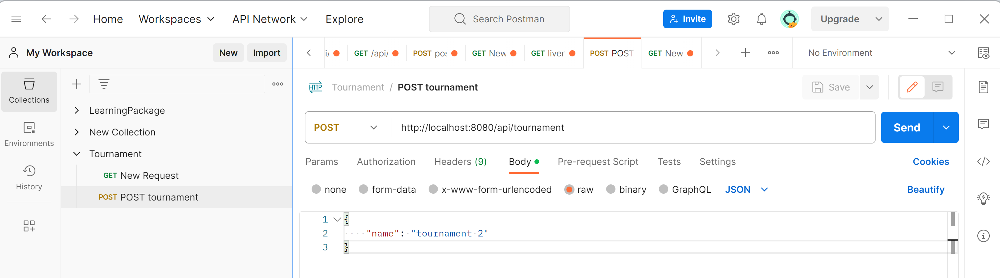 Home Workspaces API Network Explore Search Postman Invite Upgrade
My Workspace New Import i/ GET /api/ POST pos GET New GET liver POST POST GET New No Environment
Collections
HTTP Tournament / POST tournament Save
LearningPackage
New Collection
POST http://localhost:8080/api/tournament Send
Environments
Tournament
Params Authorization Headers (9) Body Pre-request Script Tests Settings Cookies
GET New Request
History
none form-data x-www-form-urlencoded raw binary GraphQL JSON Beautify
POST POST tournament
1 {
2 "name": "tournament 2"
3 }